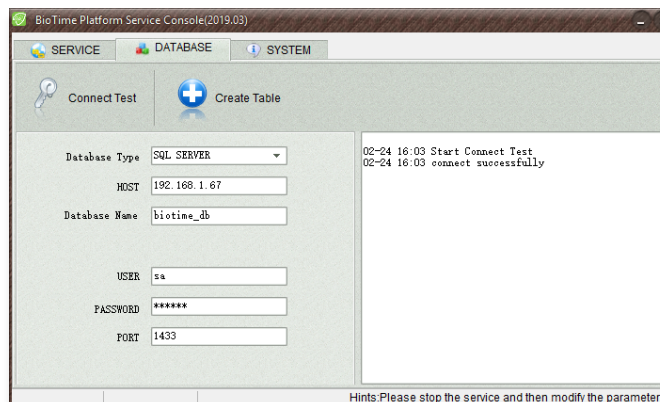 BioTime Platform Service Console(2019.03)
SERVICE DATABASE SYSTEM
Connect Test Create Table
Database Type SQL SERVER
HOST 192.168.1.67
Database Name biotime_db
USER sa
PASSWORD ******
PORT 1433
02-24 16:03 Start Connect Test
02-24 16:03 connect successfully
Hints:Please stop the service and then modify the parameter